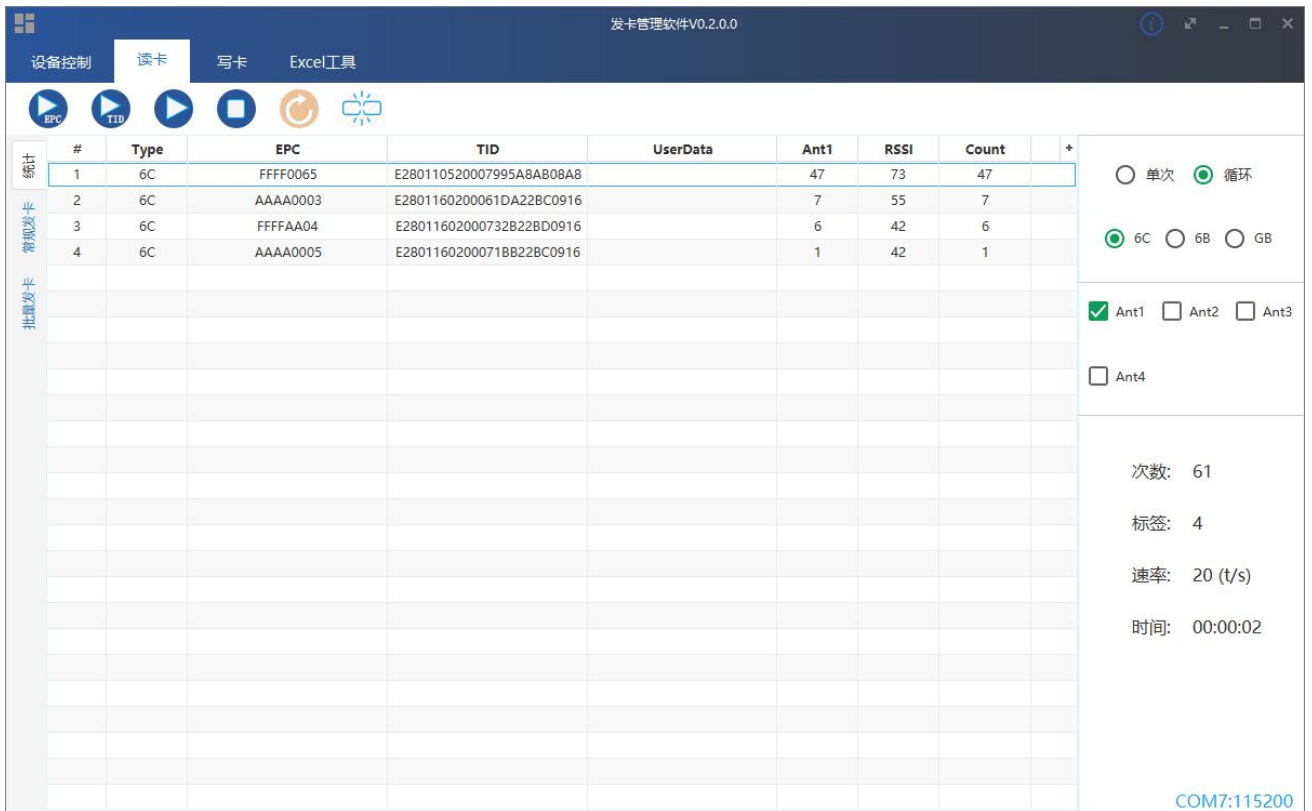 发卡管理软件V0.2.0.0
设备控制 读卡 写卡 Excel工具
EPC TID
统计
常规发卡
批量发卡
# Type EPC TID UserData Ant1 RSSI Count +
1 6C FFFF0065 E280110520007995A8AB08A8 47 73 47
2 6C AAAA0003 E2801160200061DA22BC0916 7 55 7
3 6C FFFFAA04 E28011602000732B22BD0916 6 42 6
4 6C AAAA0005 E2801160200071BB22BC0916 1 42 1
单次 循环
6C 6B GB
Ant1 Ant2 Ant3
Ant4
次数: 61
标签: 4
速率: 20 (t/s)
时间: 00:00:02
COM7:115200